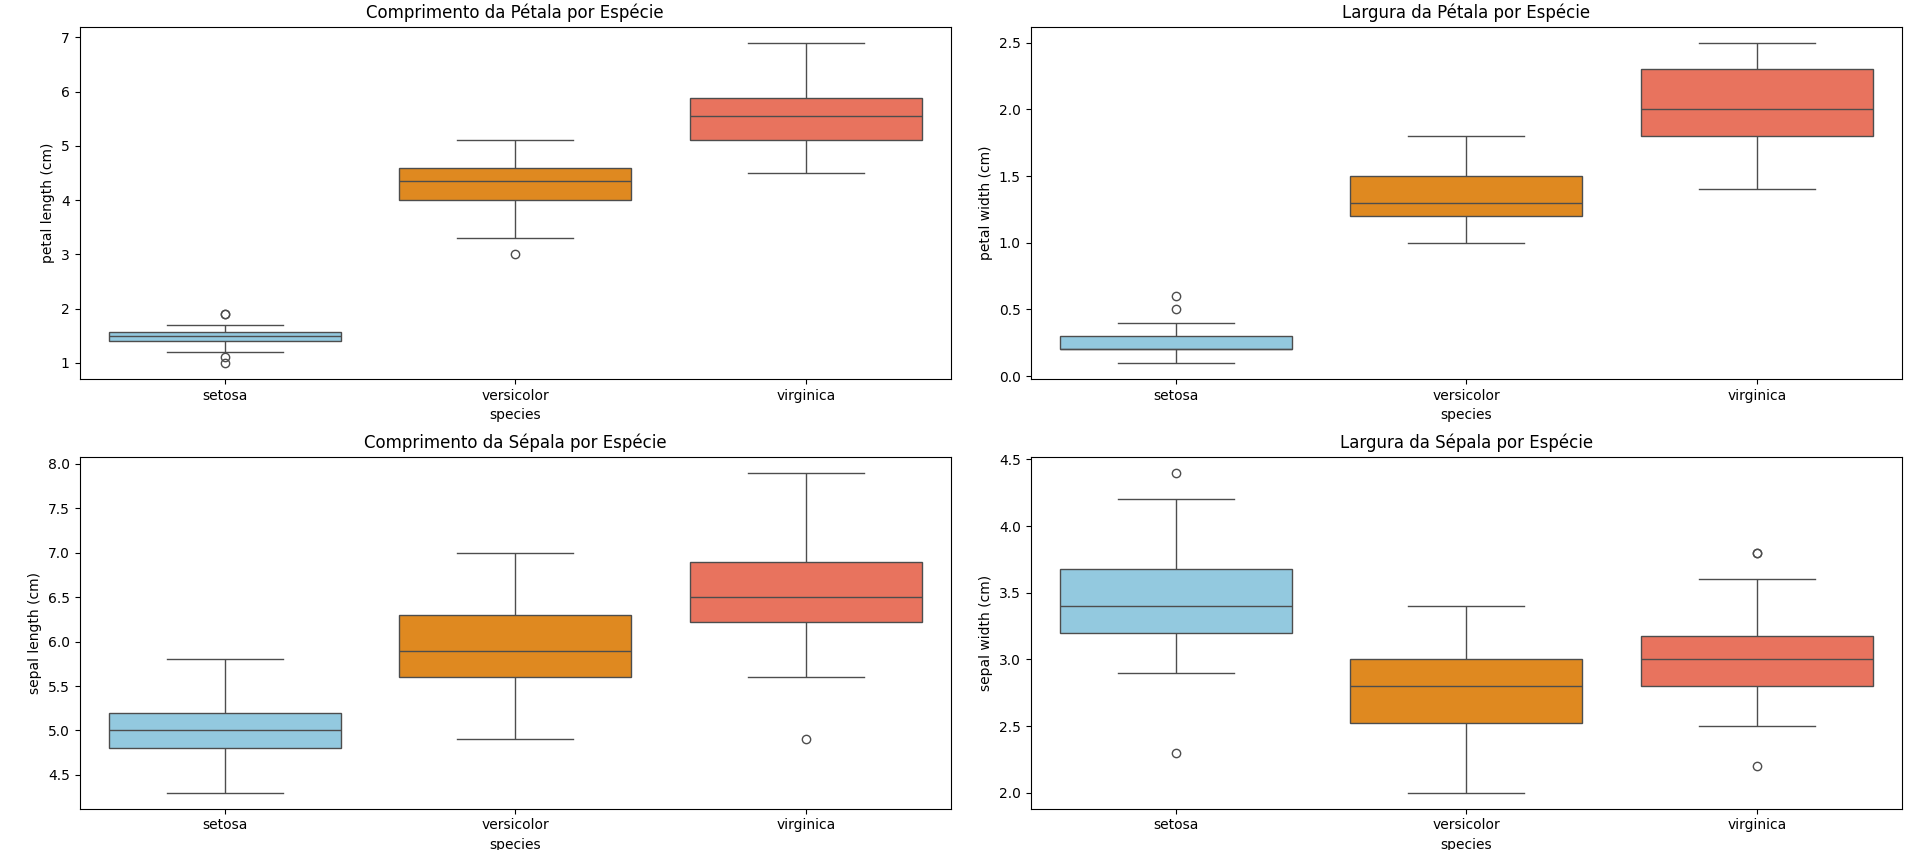 Comprimento da Pétala por Espécie
petal length (cm)
7
6
5
4
3
2
1
setosa
versicolor
virginica
species
Largura da Pétala por Espécie
petal width (cm)
2.5
2.0
1.5
1.0
0.5
0.0
setosa
versicolor
virginica
species
Comprimento da Sépala por Espécie
sepal length (cm)
8.0
7.5
7.0
6.5
6.0
5.5
5.0
4.5
setosa
versicolor
virginica
species
Largura da Sépala por Espécie
sepal width (cm)
4.5
4.0
3.5
3.0
2.5
2.0
setosa
versicolor
virginica
species